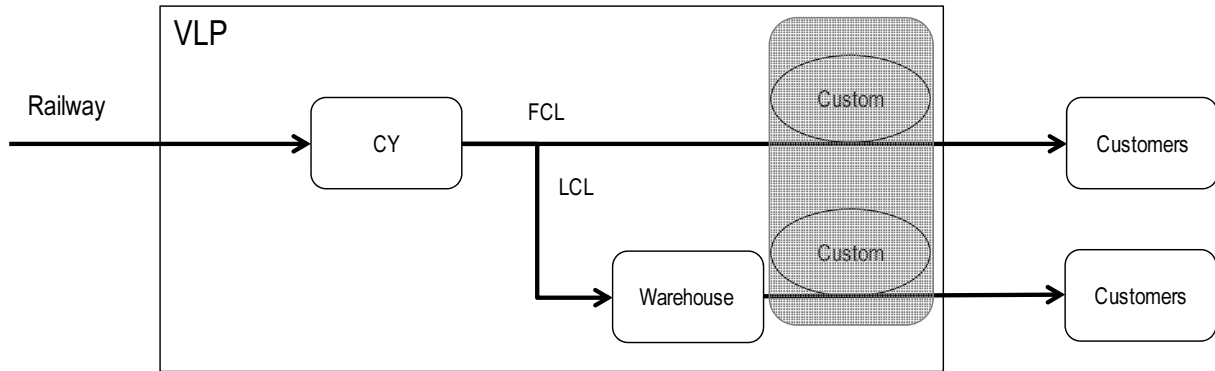 VLP
Railway
CY
FCL
LCL
Custom
Customers
Warehouse
Custom
Customers